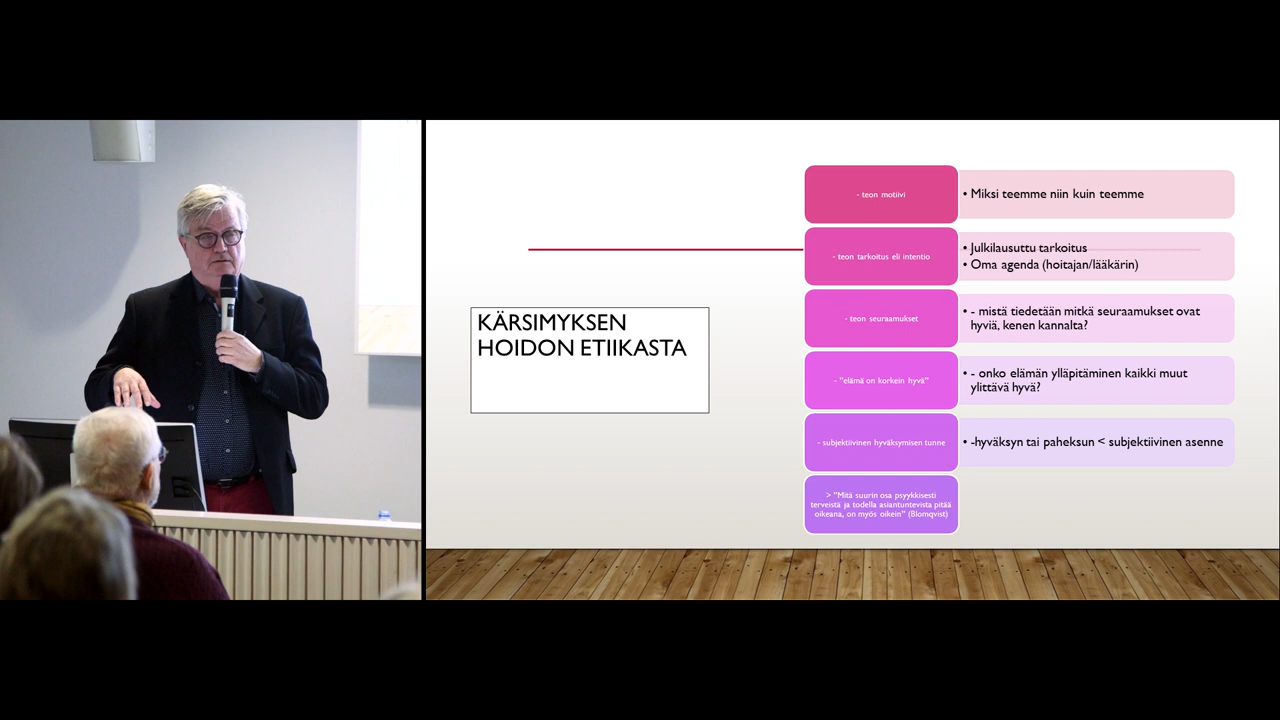 KÄRSIMYKSEN
HOIDON ETIIKASTA
- teon motiivi
• Miksi teemme niin kuin teemme
- teon tarkoitus eli intentio
• Julkilausuttu tarkoitus
• Oma agenda (hoitajan/lääkärin)
- teon seuraamukset
• - mistä tiedetään mitkä seuraamukset ovat
hyviä, kenen kannalta?
- "elämä on korkein hyvä"
• - onko elämän ylläpitäminen kaikki muut
ylittävä hyvä?
- subjektiivinen hyväksymisen tunne
• -hyväksyn tai paheksun < subjektiivinen asenne
> "Mitä suurin osa psyykkisesti
terveistä ja todella asiantuntevista pitää
oikeana, on myös oikein" (Blomqvist)